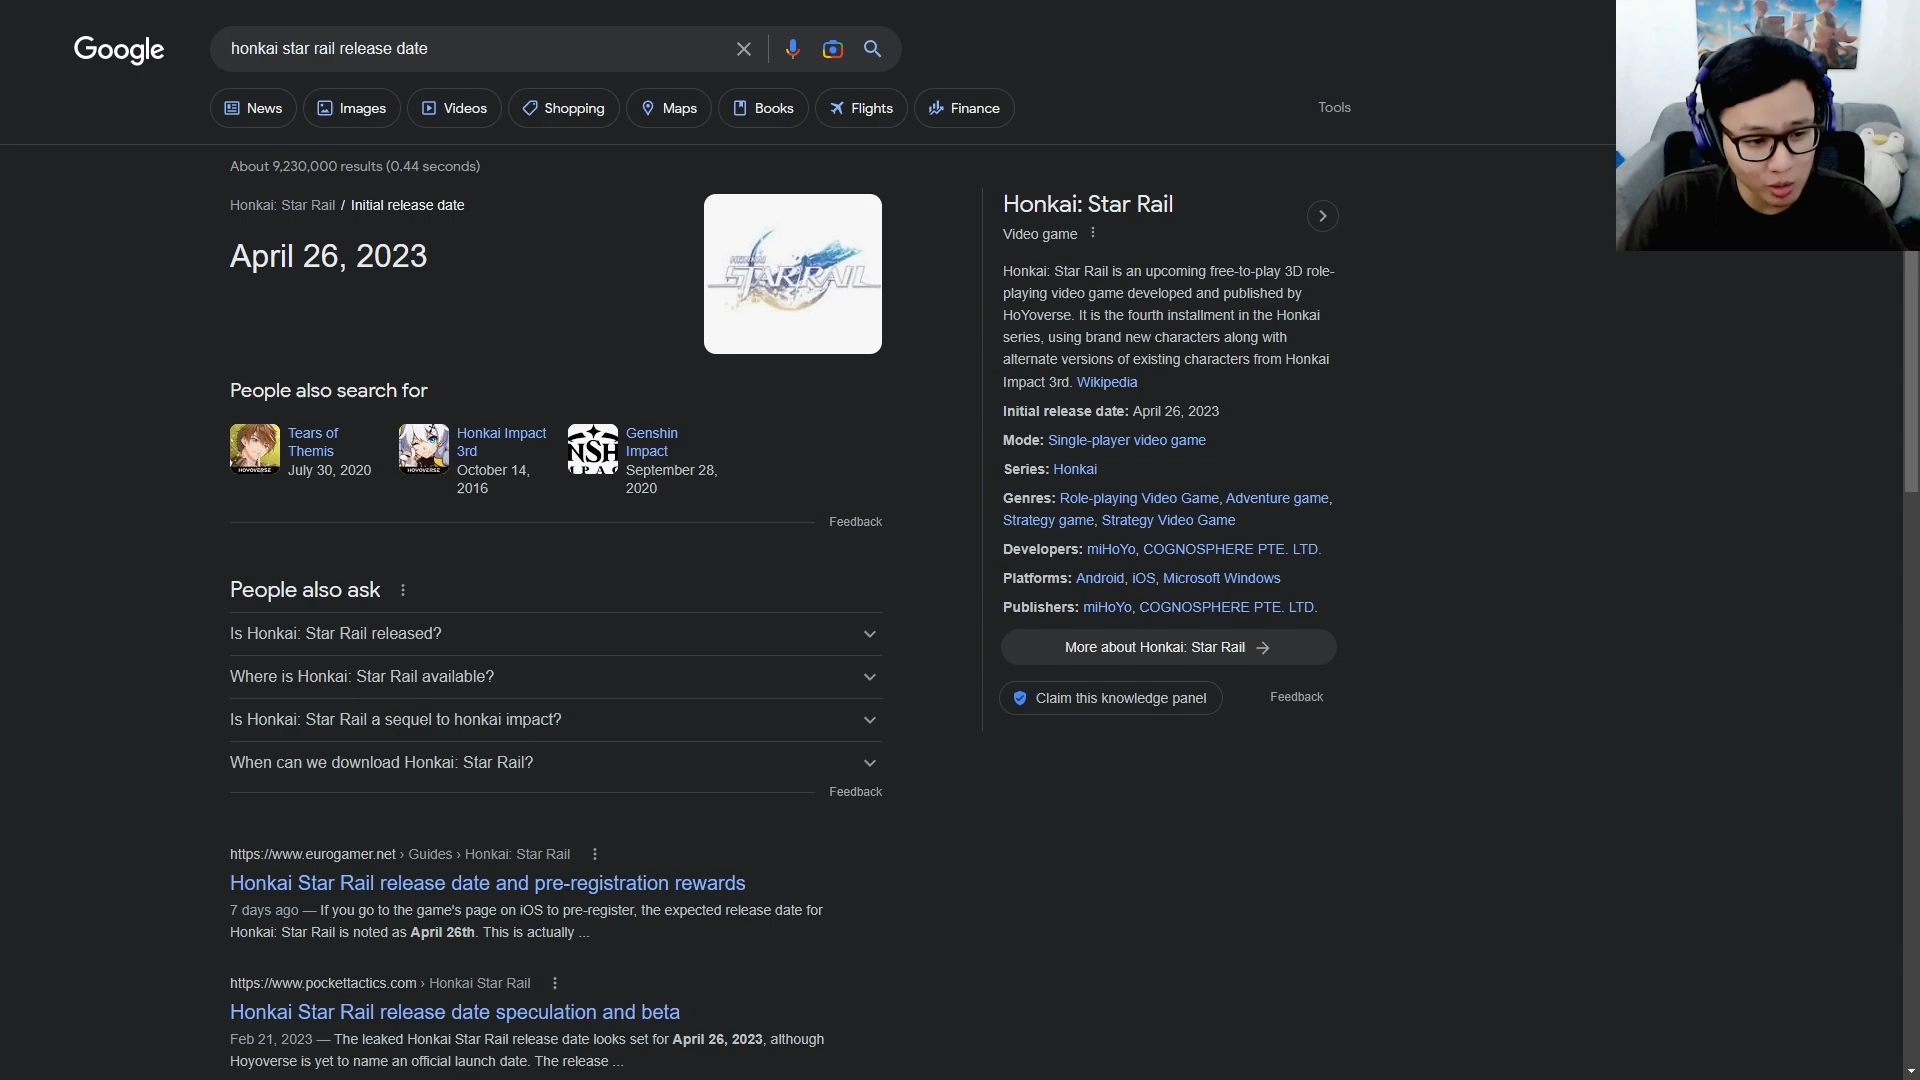 Google
honkai star rail release date
News
Images
Videos
Shopping
Maps
Books
Flights
Finance
Tools
About 9,230,000 results (0.44 seconds)
Honkai: Star Rail / Initial release date
April 26, 2023
HONKAI
STAR RAIL
People also search for
Tears of
Themis
July 30, 2020
HOYOVERSE
Honkai Impact
3rd
October 14,
2016
HOYOVERSE
Genshin
Impact
September 28,
2020
NSH
IMPAC
Feedback
People also ask
Is Honkai: Star Rail released?
Where is Honkai: Star Rail available?
Is Honkai: Star Rail a sequel to honkai impact?
When can we download Honkai: Star Rail?
Feedback
https://www.eurogamer.net › Guides › Honkai: Star Rail
Honkai Star Rail release date and pre-registration rewards
7 days ago — If you go to the game's page on iOS to pre-register, the expected release date for
Honkai: Star Rail is noted as April 26th. This is actually ...
https://www.pockettactics.com › Honkai Star Rail
Honkai Star Rail release date speculation and beta
Feb 21, 2023 — The leaked Honkai Star Rail release date looks set for April 26, 2023, although
Hoyoverse is yet to name an official launch date. The release ...
Honkai: Star Rail
Video game
Honkai: Star Rail is an upcoming free-to-play 3D role-
playing video game developed and published by
HoYoverse. It is the fourth installment in the Honkai
series, using brand new characters along with
alternate versions of existing characters from Honkai
Impact 3rd. Wikipedia
Initial release date: April 26, 2023
Mode: Single-player video game
Series: Honkai
Genres: Role-playing Video Game, Adventure game,
Strategy game, Strategy Video Game
Developers: miHoYo, COGNOSPHERE PTE. LTD.
Platforms: Android, iOS, Microsoft Windows
Publishers: miHoYo, COGNOSPHERE PTE. LTD.
More about Honkai: Star Rail
Claim this knowledge panel
Feedback